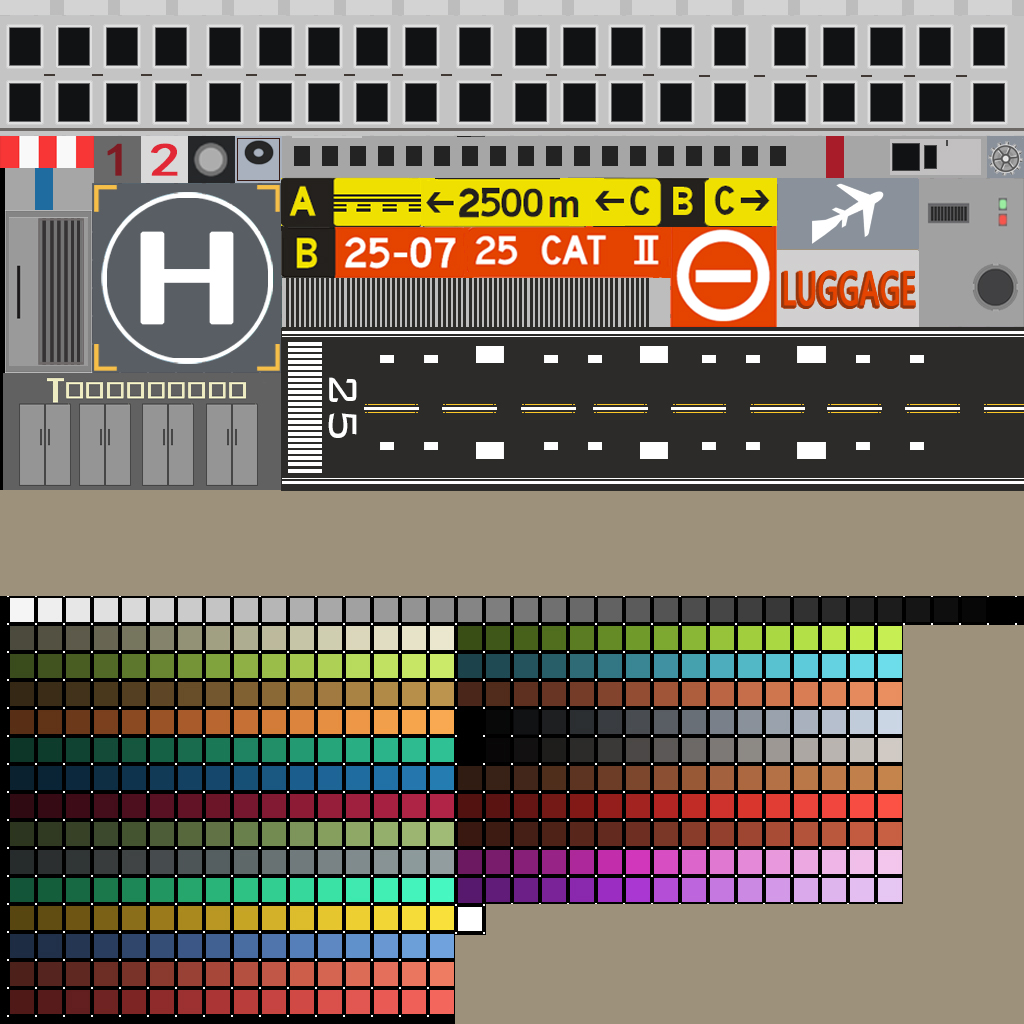 1 2
A ←2500m ←C B C→
B 25-07 25 CAT II
H
LUGGAGE
25
T□□□□□□□□□